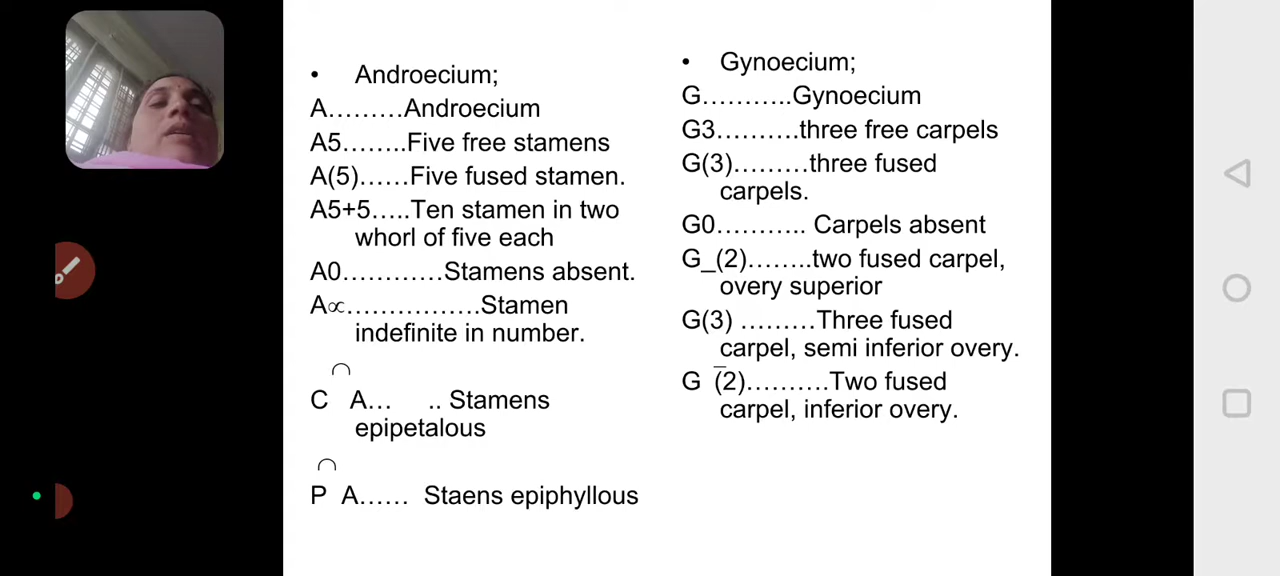 • Androecium;
A………Androecium
A5……..Five free stamens
A(5)……Five fused stamen.
A5+5…..Ten stamen in two
whorl of five each
A0…………Stamens absent.
A∝…………….Stamen
indefinite in number.
⌒
C A… .. Stamens
epipetalous
⌒
P A…… Staens epiphyllous
• Gynoecium;
G………..Gynoecium
G3……….three free carpels
G(3)………three fused
carpels.
G0……….. Carpels absent
G_(2)……..two fused carpel,
overy superior
G(3) ………Three fused
carpel, semi inferior overy.
G (̅2)……….Two fused
carpel, inferior overy.